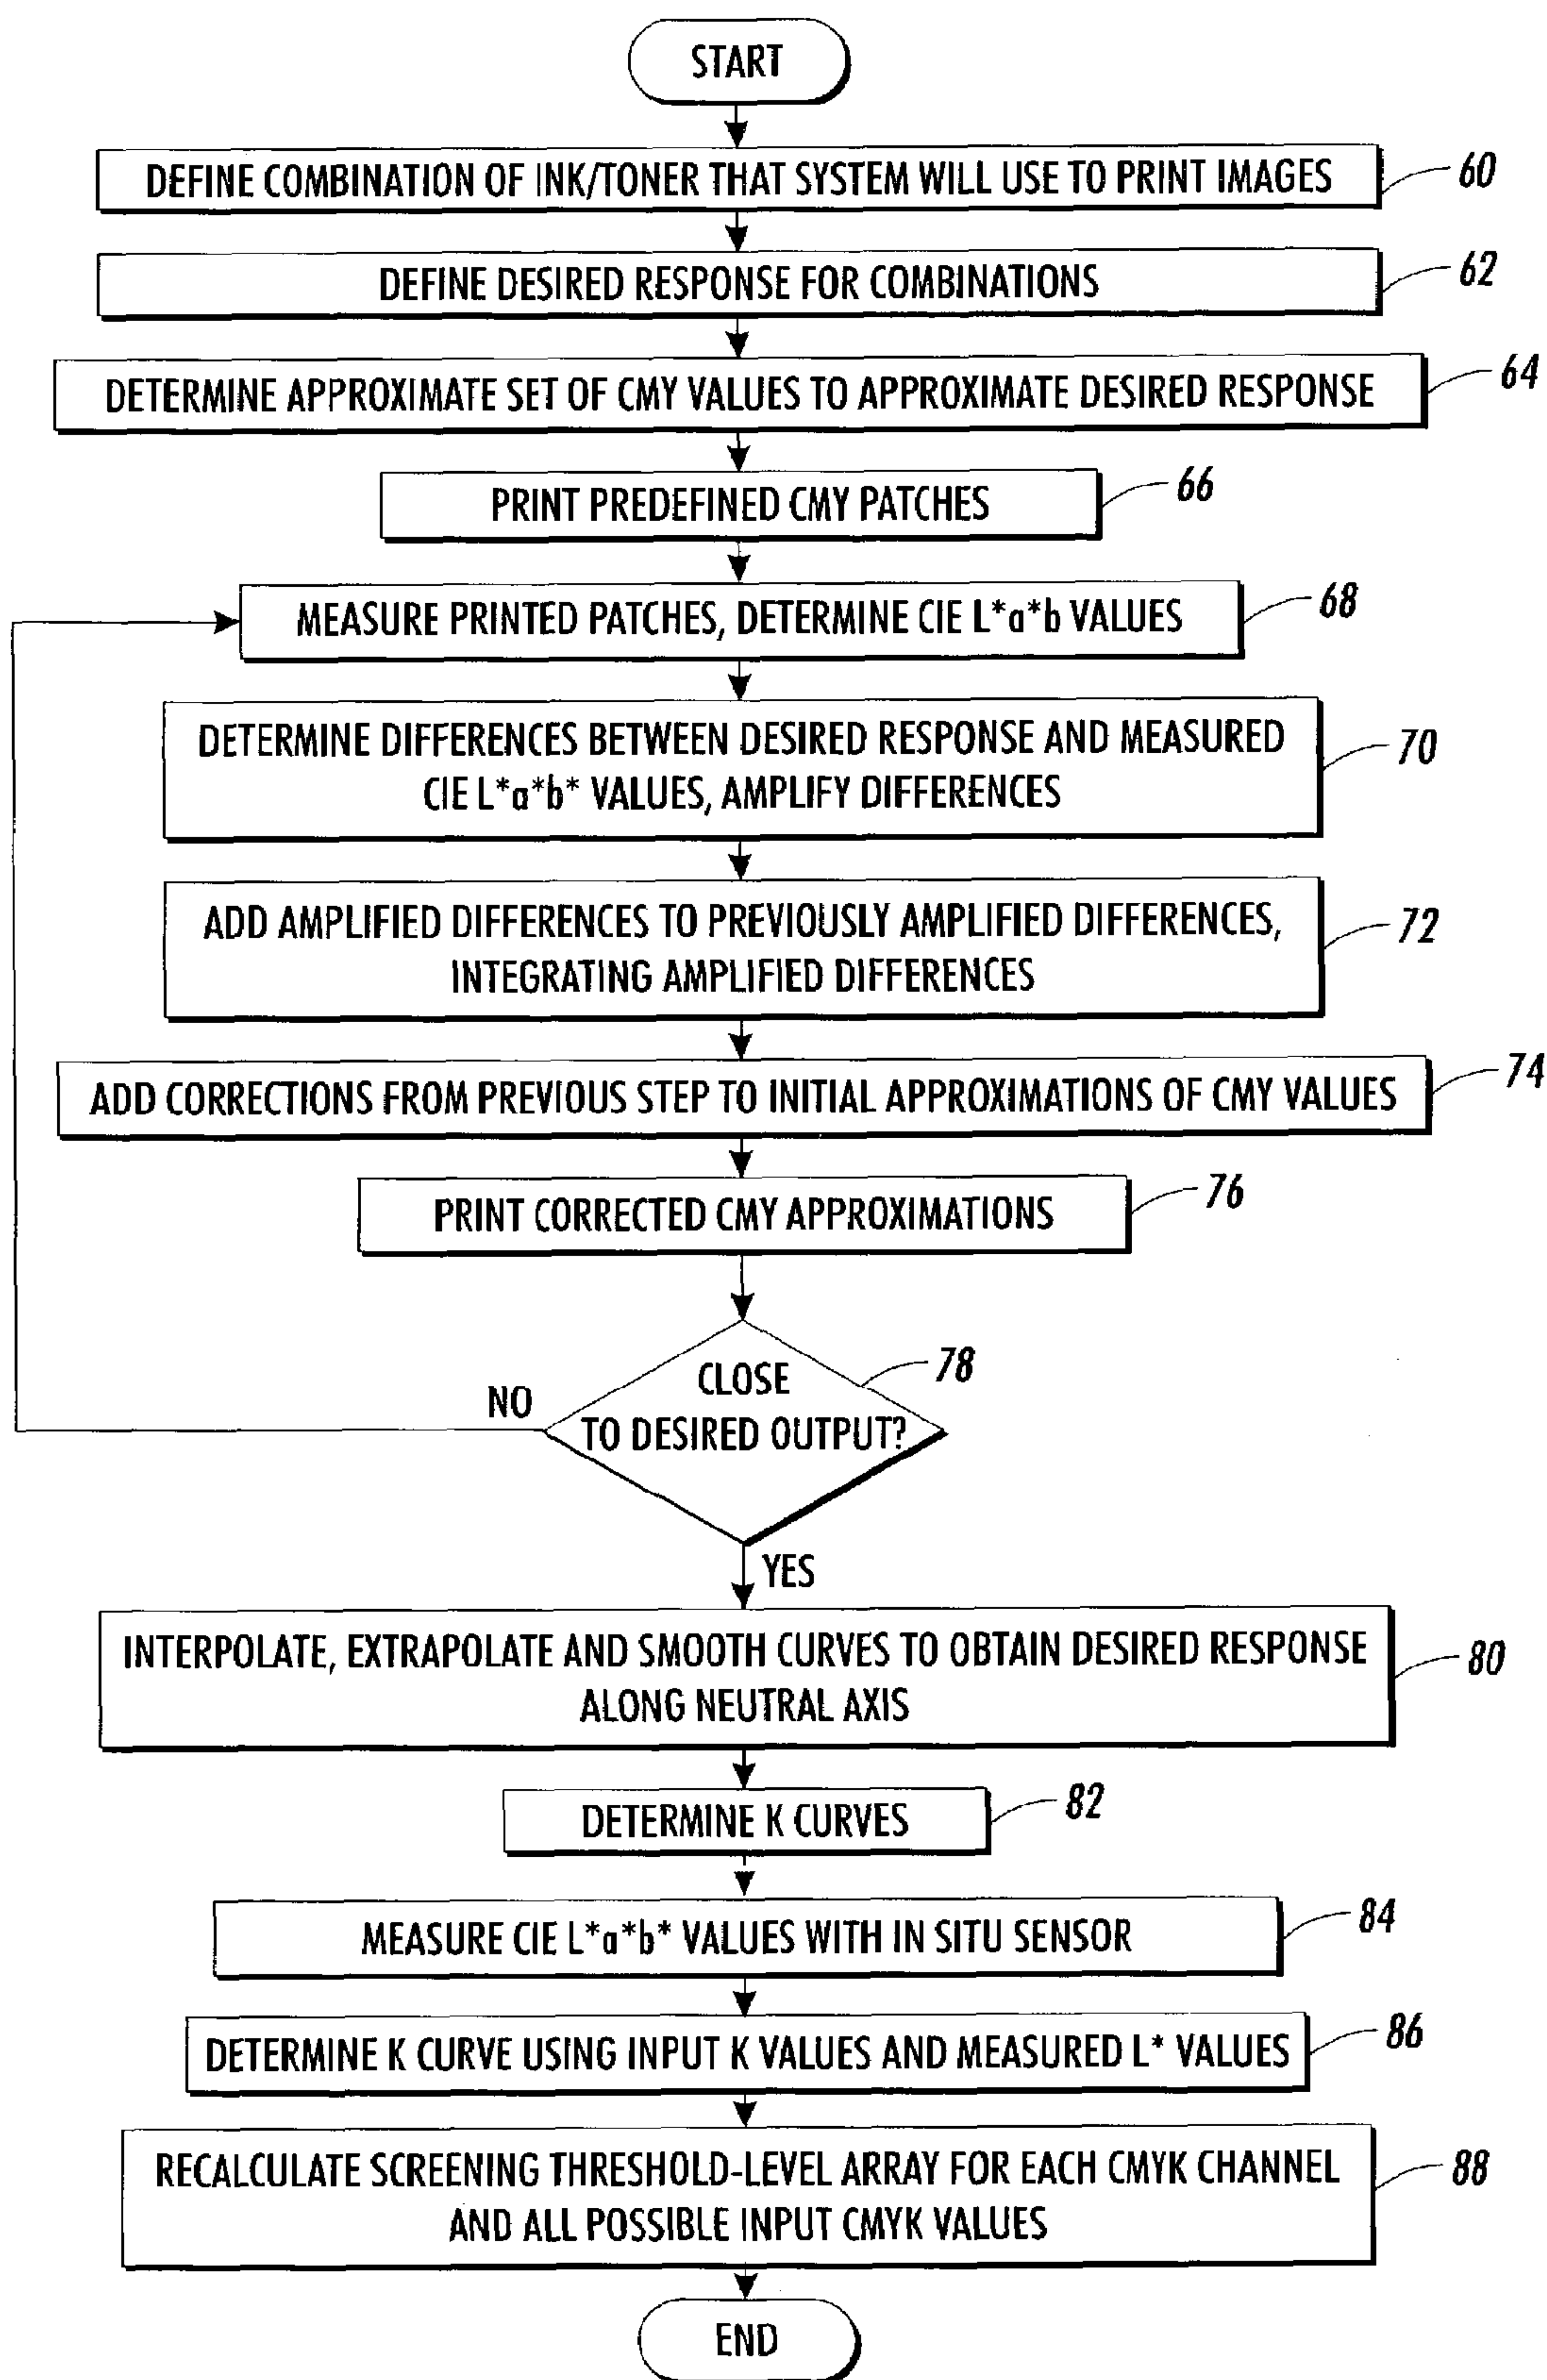 START
DEFINE COMBINATION OF INK/TONER THAT SYSTEM WILL USE TO PRINT IMAGES
60
DEFINE DESIRED RESPONSE FOR COMBINATIONS
62
DETERMINE APPROXIMATE SET OF CMY VALUES TO APPROXIMATE DESIRED RESPONSE
64
PRINT PREDEFINED CMY PATCHES
66
MEASURE PRINTED PATCHES, DETERMINE CIE L*a*b VALUES
68
DETERMINE DIFFERENCES BETWEEN DESIRED RESPONSE AND MEASURED
CIE L*a*b* VALUES, AMPLIFY DIFFERENCES
70
ADD AMPLIFIED DIFFERENCES TO PREVIOUSLY AMPLIFIED DIFFERENCES,
INTEGRATING AMPLIFIED DIFFERENCES
72
ADD CORRECTIONS FROM PREVIOUS STEP TO INITIAL APPROXIMATIONS OF CMY VALUES
74
PRINT CORRECTED CMY APPROXIMATIONS
76
CLOSE
TO DESIRED OUTPUT?
78
NO
YES
INTERPOLATE, EXTRAPOLATE AND SMOOTH CURVES TO OBTAIN DESIRED RESPONSE
ALONG NEUTRAL AXIS
80
DETERMINE K CURVES
82
MEASURE CIE L*a*b* VALUES WITH IN SITU SENSOR
84
DETERMINE K CURVE USING INPUT K VALUES AND MEASURED L* VALUES
86
RECALCULATE SCREENING THRESHOLD-LEVEL ARRAY FOR EACH CMYK CHANNEL
AND ALL POSSIBLE INPUT CMYK VALUES
88
END